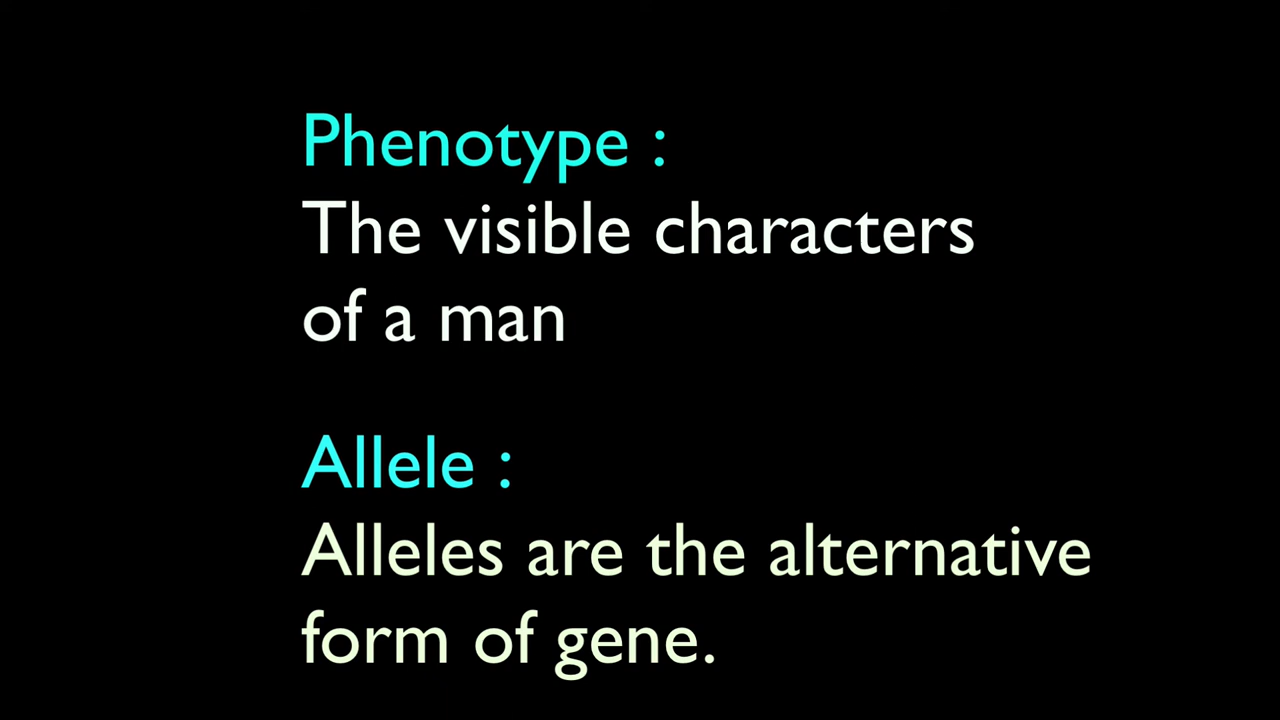 Phenotype :
The visible characters
of a man
Allele :
Alleles are the alternative
form of gene.